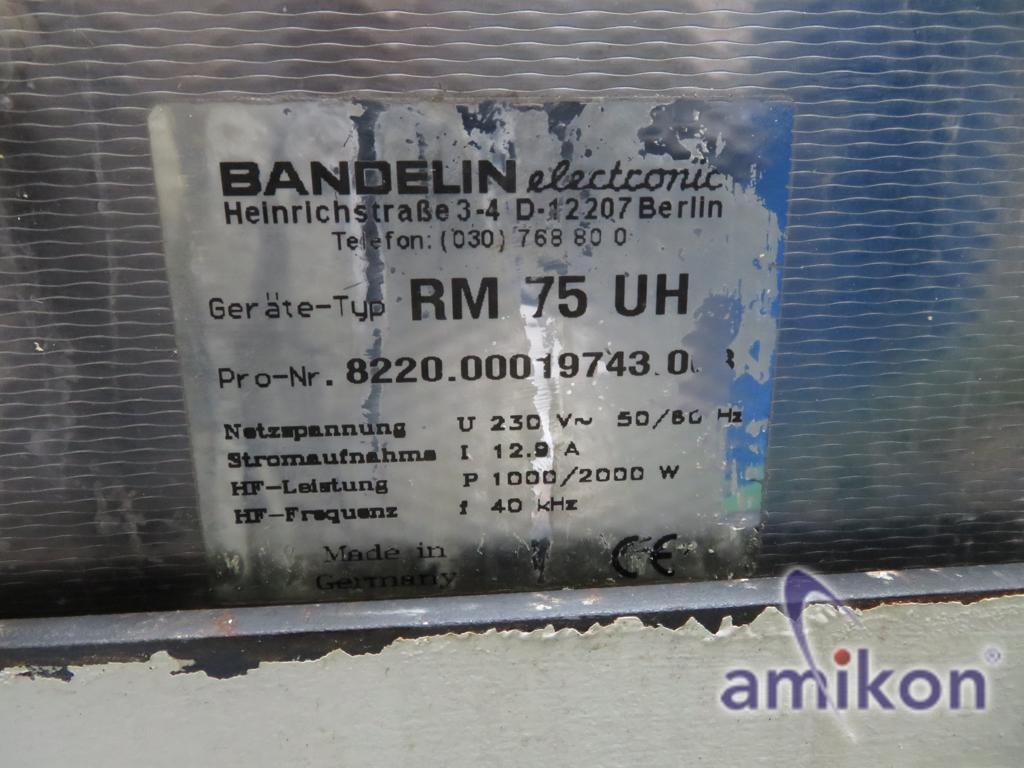 BANDELIN electronic
Heinrichstraße 3-4 D-12207 Berlin
Telefon: (030) 768 80 0
Geräte-Typ RM 75 UH
Pro-Nr.
Netzspannung U 230 V~ 50/60 Hz
Stromaufnahme I 12.9 A
HF-Leistung P 1000/2000 W
HF-Frequenz f 40 kHz
Made in
Germany
CE
amikon®